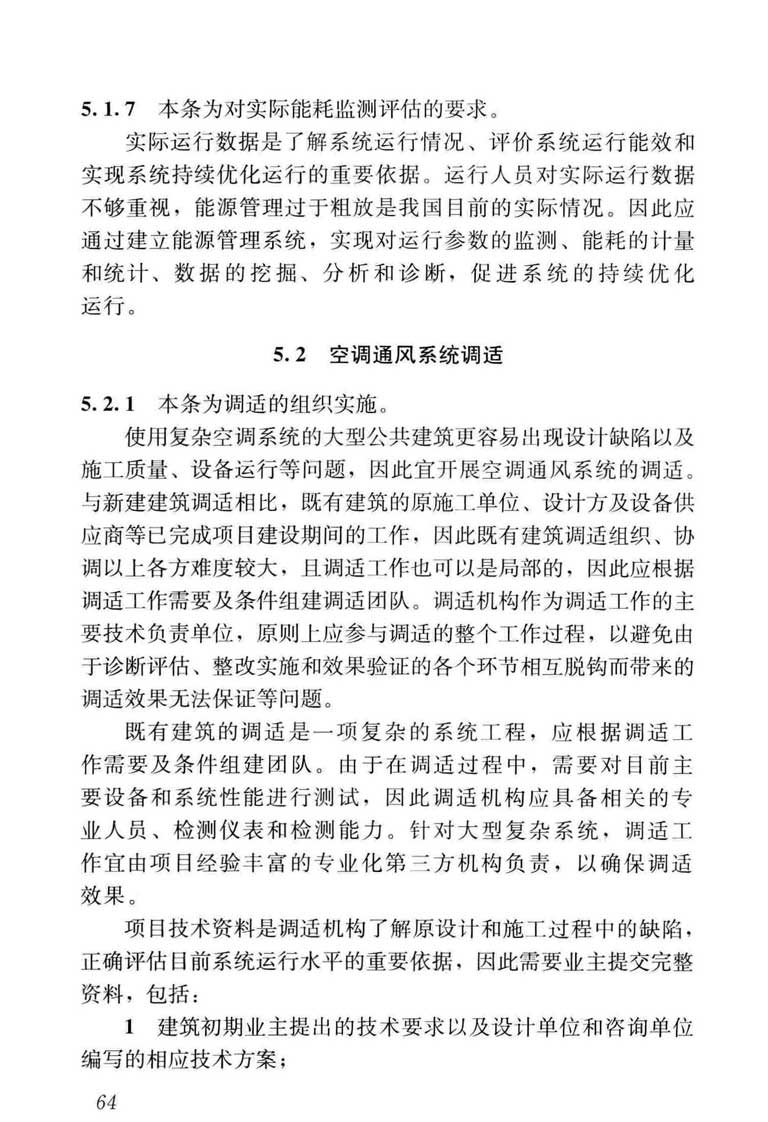 5.1.7 本条为对实际能耗监测评估的要求。
实际运行数据是了解系统运行情况、评价系统运行能效和
实现系统持续优化运行的重要依据。运行人员对实际运行数据
不够重视，能源管理过于粗放是我国目前的实际情况。因此应
通过建立能源管理系统，实现对运行参数的监测、能耗的计量
和统计、数据的挖掘、分析和诊断，促进系统的持续优化
运行。
5.2 空调通风系统调适
5.2.1 本条为调适的组织实施。
使用复杂空调系统的大型公共建筑更容易出现设计缺陷以及
施工质量、设备运行等问题，因此宜开展空调通风系统的调适。
与新建建筑调适相比，既有建筑的原施工单位、设计方及设备供
应商等已完成项目建设期间的工作，因此既有建筑调适组织、协
调以上各方难度较大，且调适工作也可以是局部的，因此应根据
调适工作需要及条件组建调适团队。调适机构作为调适工作的主
要技术负责单位，原则上应参与调适的整个工作过程，以避免由
于诊断评估、整改实施和效果验证的各个环节相互脱钩而带来的
调适效果无法保证等问题。
既有建筑的调适是一项复杂的系统工程，应根据调适工
作需要及条件组建团队。由于在调适过程中，需要对目前主
要设备和系统性能进行测试，因此调适机构应具备相关的专
业人员、检测仪表和检测能力。针对大型复杂系统，调适工
作宜由项目经验丰富的专业化第三方机构负责，以确保调适
效果。
项目技术资料是调适机构了解原设计和施工过程中的缺陷，
正确评估目前系统运行水平的重要依据，因此需要业主提交完整
资料，包括：
1 建筑初期业主提出的技术要求以及设计单位和咨询单位
编写的相应技术方案；
64